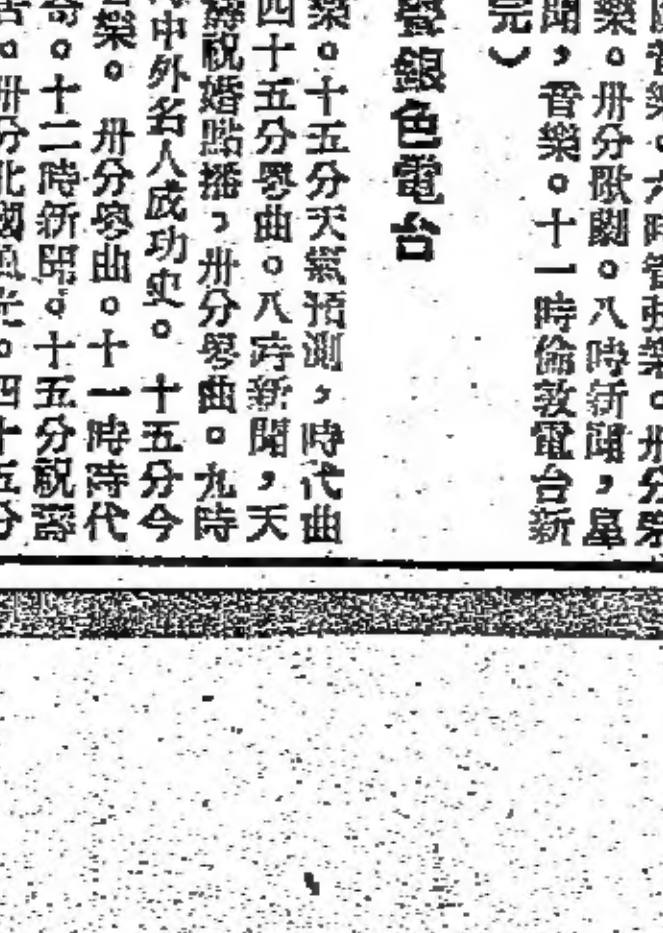 音樂。六時管弦樂。卅分樂
樂。卅分歌劇。八時新聞，星
聞，音樂。十一時倫敦電台新
完）
聲銀色電台
樂。十五分天氣預測，時代曲
四十五分粵曲。八時新聞，天
壽祝婚點播，卅分粵曲。九時
中外名人成功史。十五分今
音樂。卅分粵曲。十一時時代
奇。十二時新聞。十五分祝壽
卅分北國風光。四十五分